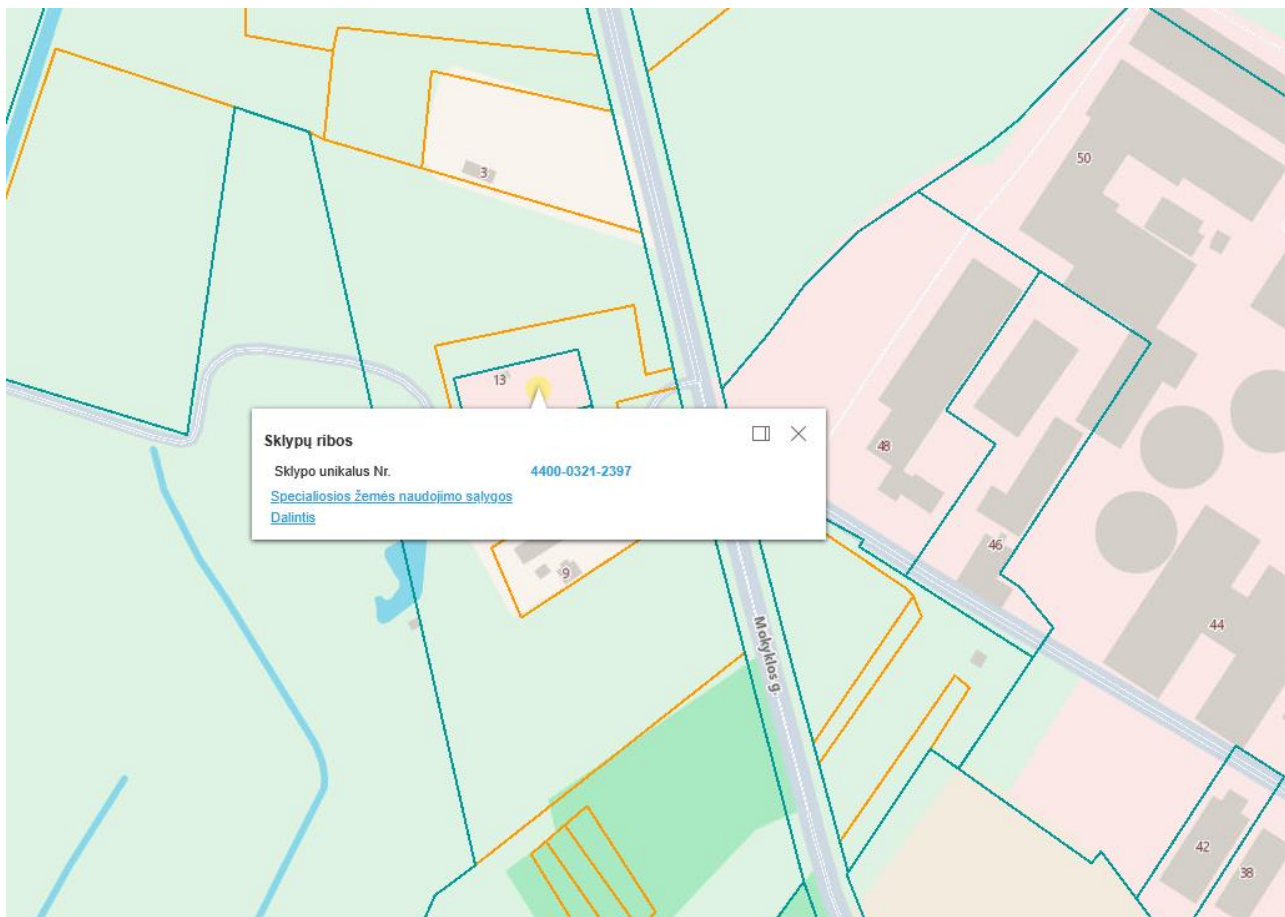 50
3
13
Sklypų ribos
Sklypo unikalus Nr. 4400-0321-2397
Specialiosios žemės naudojimo sąlygos
Dalintis
48
46
9
44
Mokyklos g.
42
38